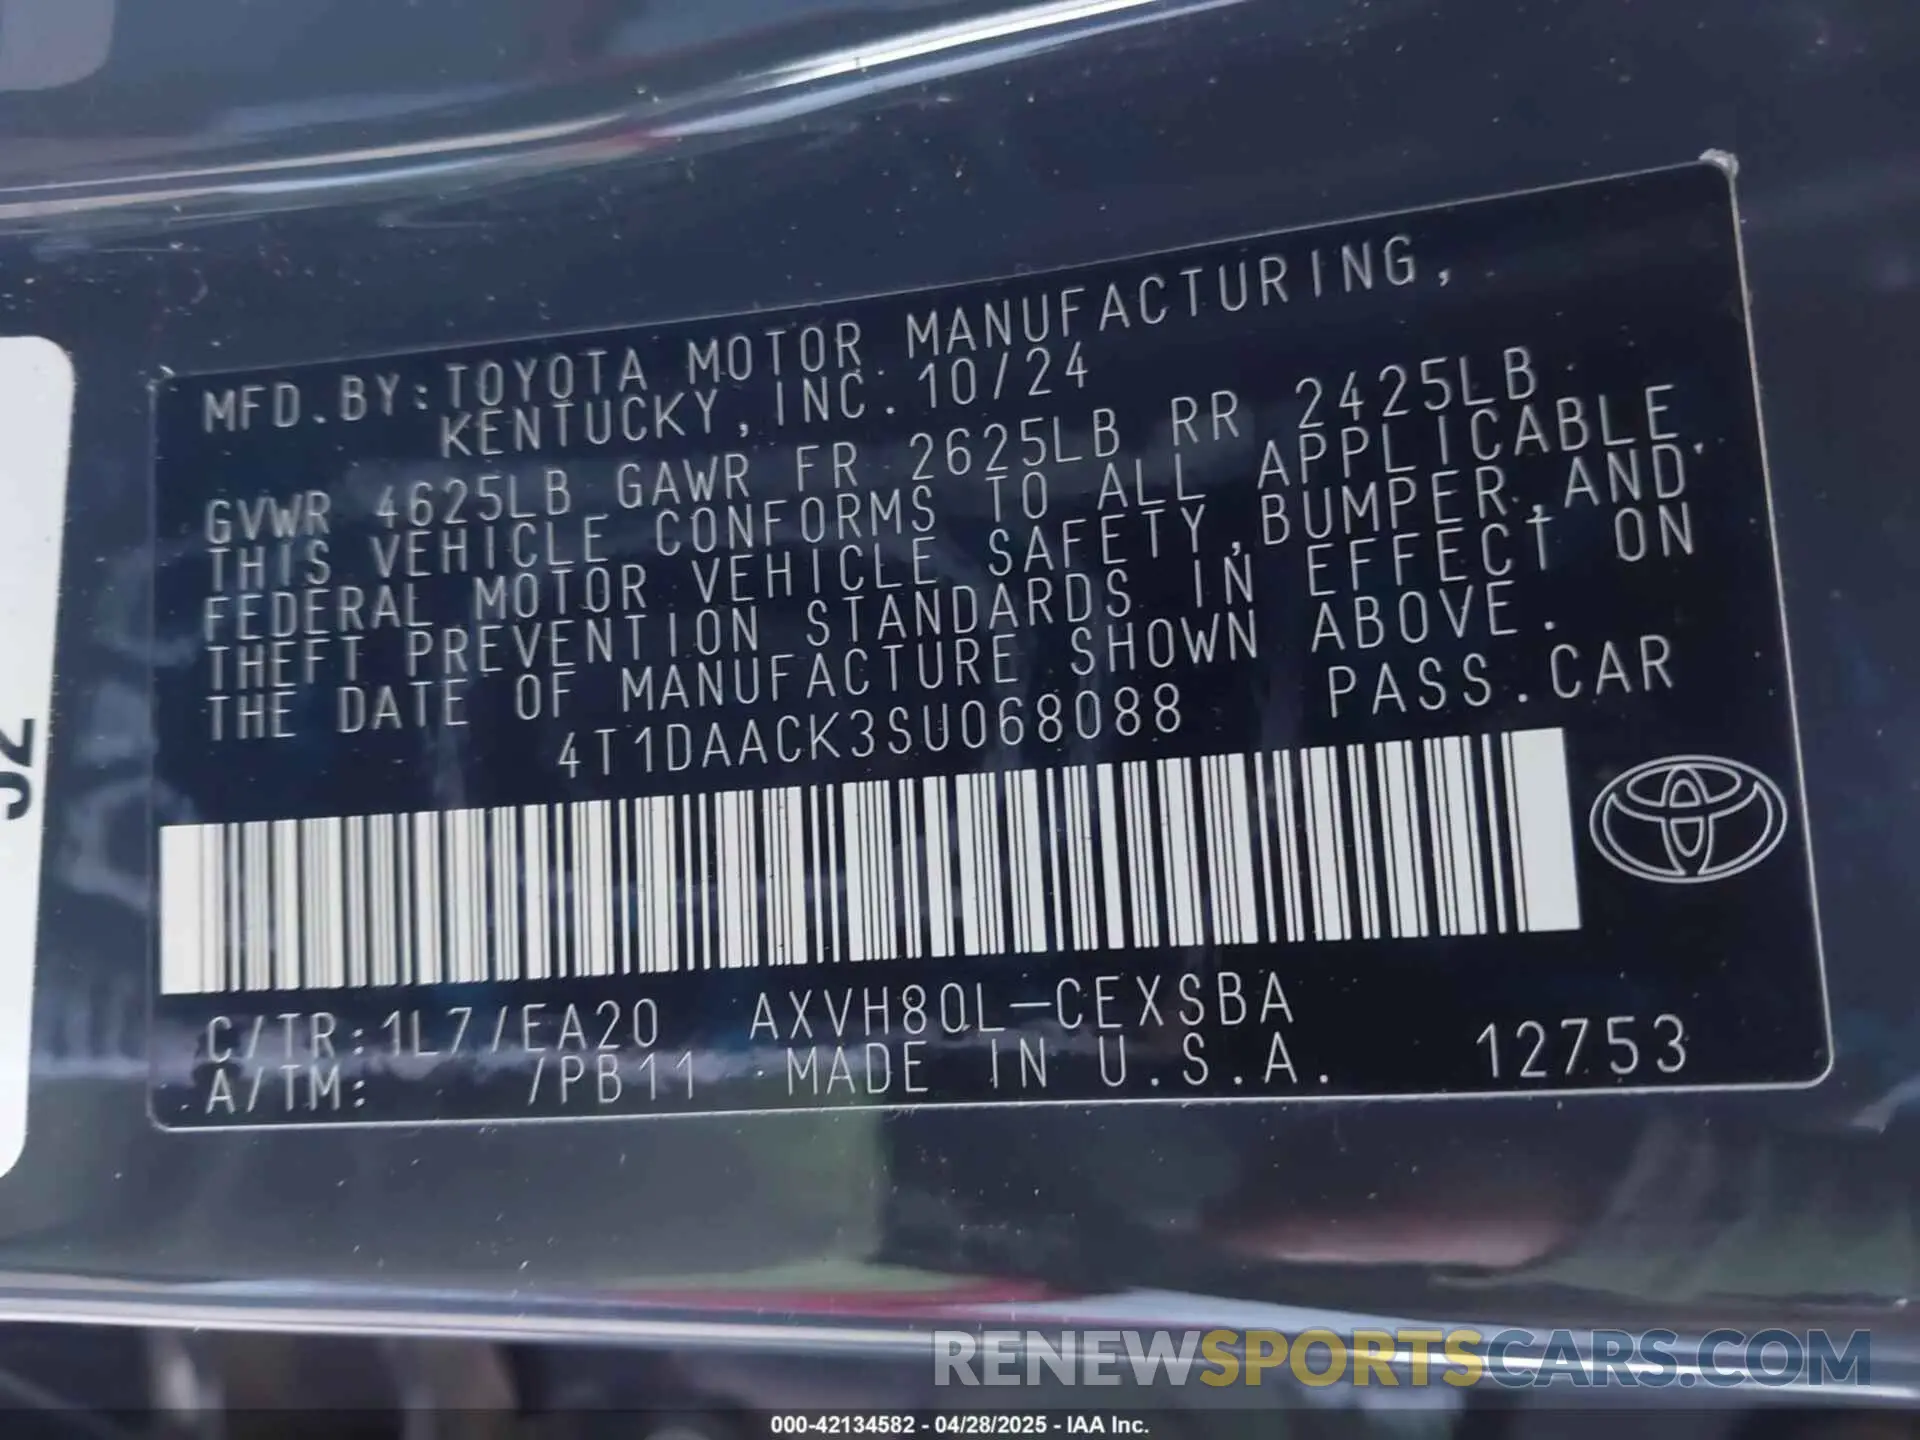 MFD.BY:TOYOTA MOTOR MANUFACTURING,
KENTUCKY,INC. 10/24
GVWR 4625LB GAWR FR 2625LB RR 2425LB
THIS VEHICLE CONFORMS TO ALL APPLICABLE
FEDERAL MOTOR VEHICLE SAFETY,BUMPER,AND
THEFT PREVENTION STANDARDS IN EFFECT ON
THE DATE OF MANUFACTURE SHOWN ABOVE.
4T1DAACK3SU068088 PASS.CAR
C/TR:1L7/EA20 AXVH80L-CEXSBA
A/TM: /PB11 MADE IN U.S.A. 12753
RENEWSPORTSCARS.COM
000-42134582 - 04/28/2025 - IAA Inc.